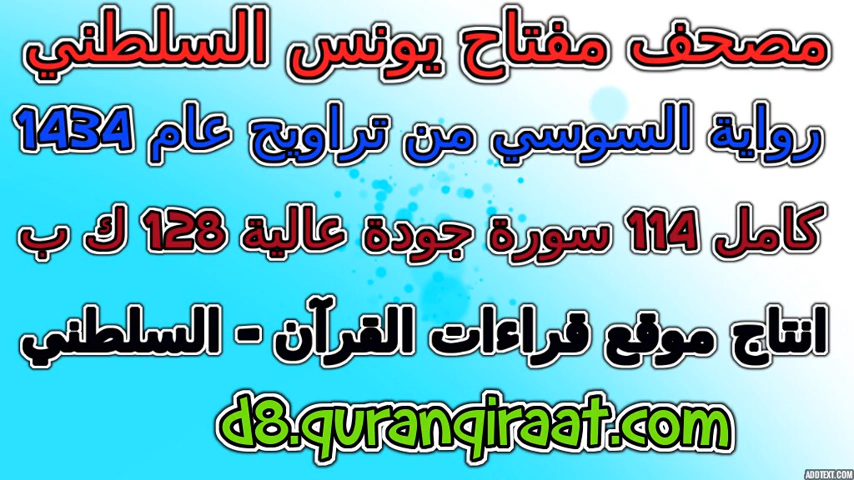 مصحف مفتاح يونس السلطني
رواية السوسي من تراويح عام 1434
كامل 114 سورة جودة عالية 128 ك ب
انتاج موقع قراءات القرآن - السلطني
d8.quranqiraat.com
ADDTEXT.COM